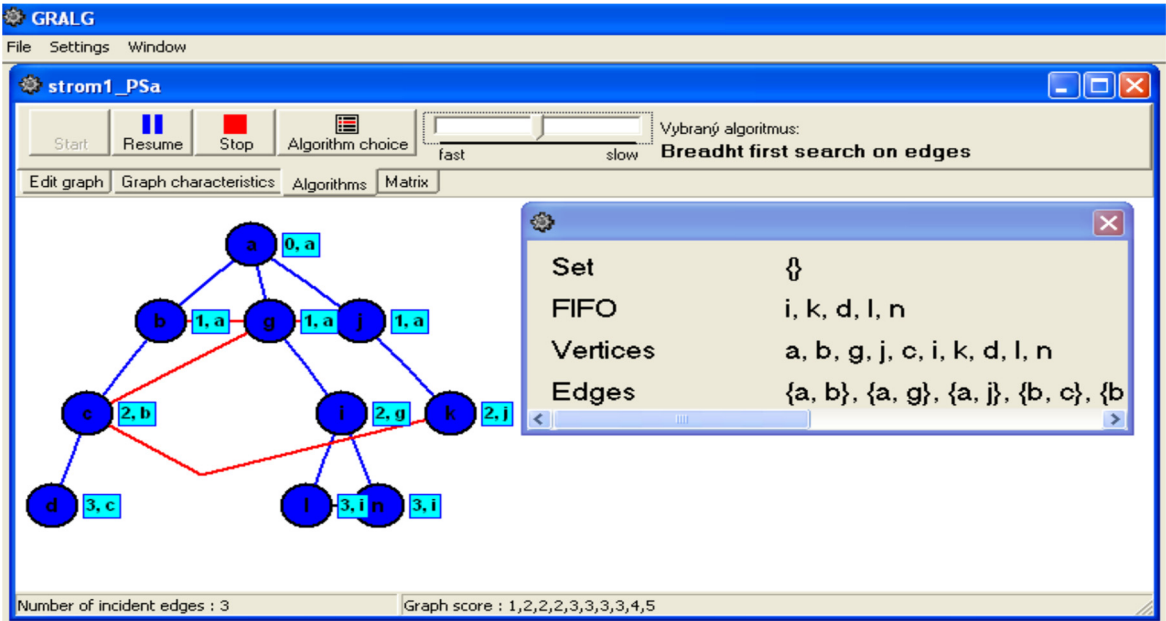 GRALG
File Settings Window
strom1_PSa
Start Resume Stop Algorithm choice fast slow Vybraný algoritmus:
Breadht first search on edges
Edit graph Graph characteristics Algorithms Matrix
a 0, a
b 1, a g 1, a j 1, a
c 2, b i 2, g k 2, j
d 3, c l 3, i n 3, i
Set {}
FIFO i, k, d, l, n
Vertices a, b, g, j, c, i, k, d, l, n
Edges {a, b}, {a, g}, {a, j}, {b, c}, {b
Number of incident edges : 3 Graph score : 1,2,2,2,3,3,3,3,4,5